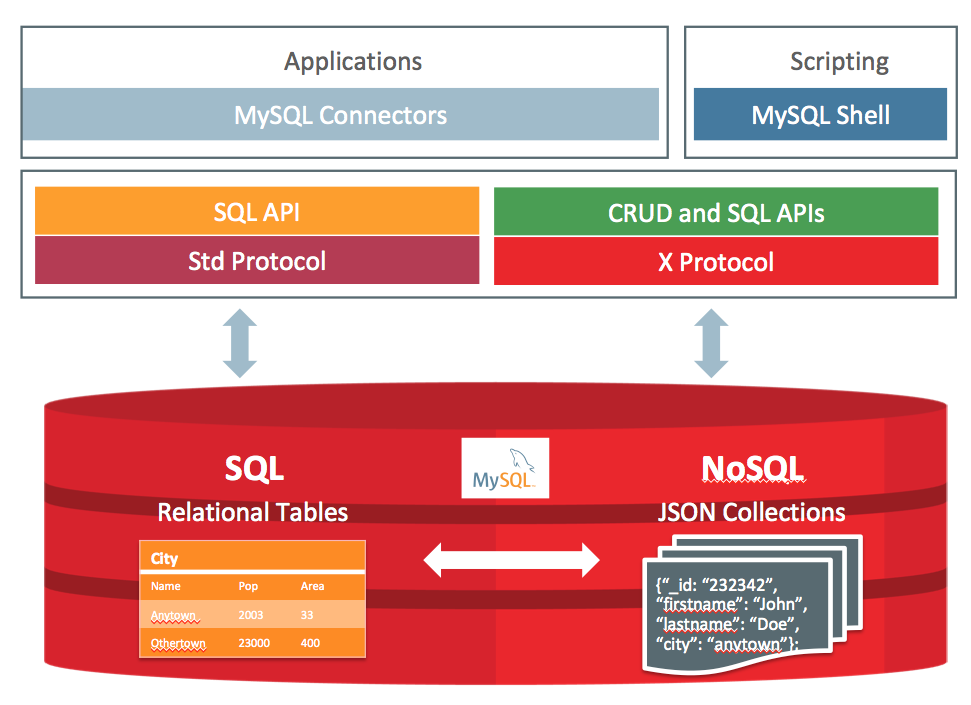 Applications
Scripting
MySQL Connectors
MySQL Shell
SQL API
CRUD and SQL APIs
Std Protocol
X Protocol
SQL
MySQL™
NoSQL
Relational Tables
JSON Collections
City
Name Pop Area
Anytown 2003 33
Othertown 23000 400
{“_id: “232342”,
“firstname”: “John”,
“lastname”: “Doe”,
“city”: “anytown”};